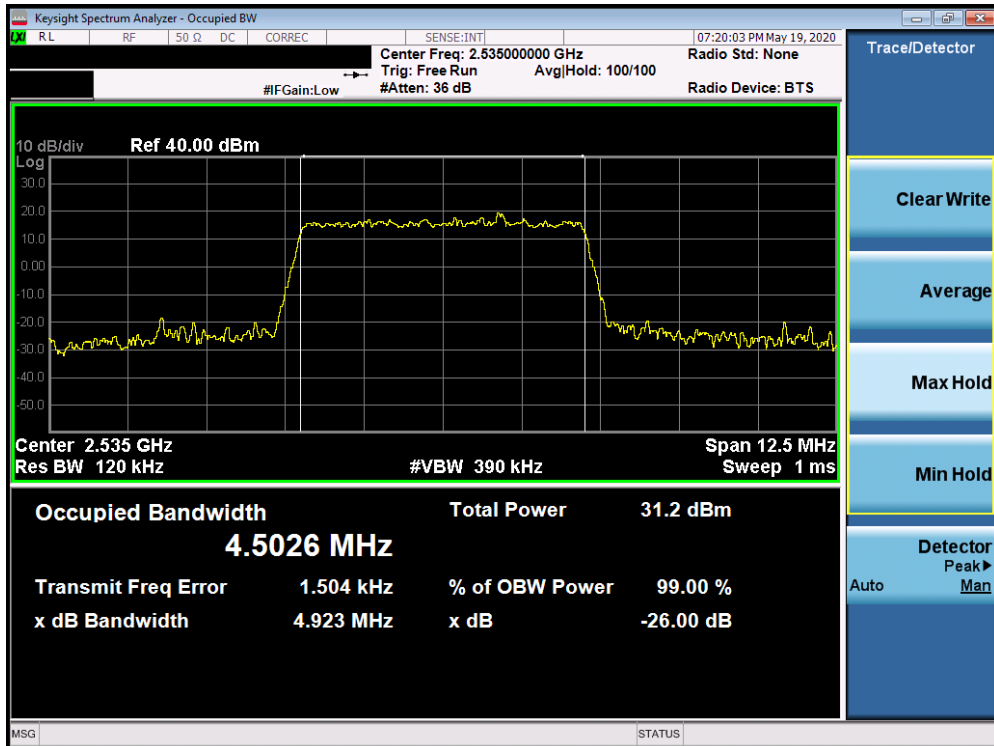 Keysight Spectrum Analyzer - Occupied BW
LXI RL RF 50 Ω DC CORREC SENSE:INT 07:20:03 PM May 19, 2020
Center Freq: 2.535000000 GHz Radio Std: None
Trig: Free Run Avg|Hold: 100/100
#IFGain:Low #Atten: 36 dB Radio Device: BTS
Trace/Detector
10 dB/div Ref 40.00 dBm
Log
30.0
20.0
10.0
0.00
-10.0
-20.0
-30.0
-40.0
-50.0
Center 2.535 GHz Span 12.5 MHz
Res BW 120 kHz #VBW 390 kHz Sweep 1 ms
Occupied Bandwidth Total Power 31.2 dBm
4.5026 MHz
Transmit Freq Error 1.504 kHz % of OBW Power 99.00 %
x dB Bandwidth 4.923 MHz x dB -26.00 dB
Clear Write
Average
Max Hold
Min Hold
Detector
Peak▶
Auto Man
MSG STATUS